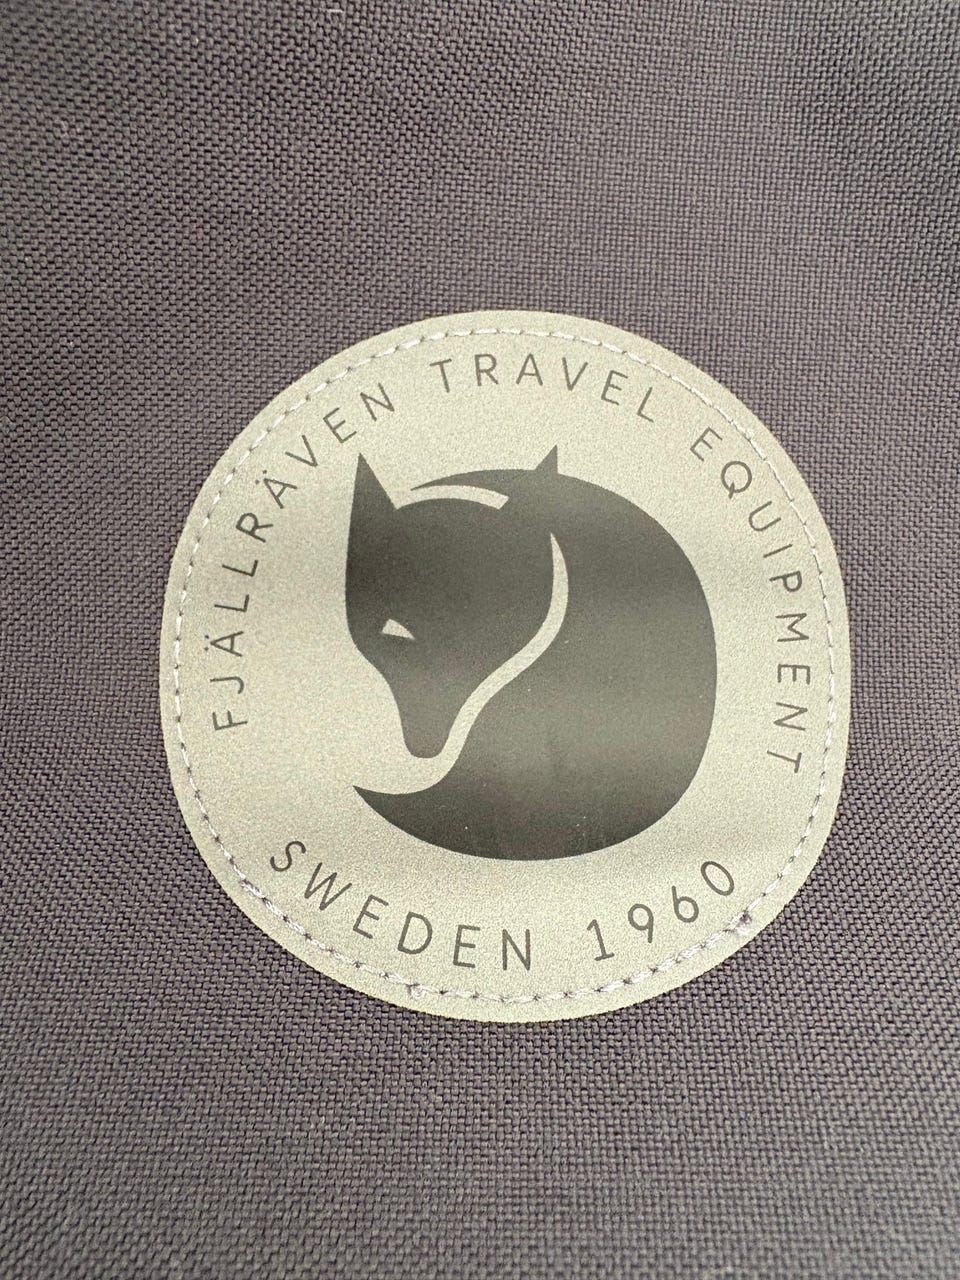 FJÄLLRÄVEN TRAVEL EQUIPMENT
SWEDEN 1960